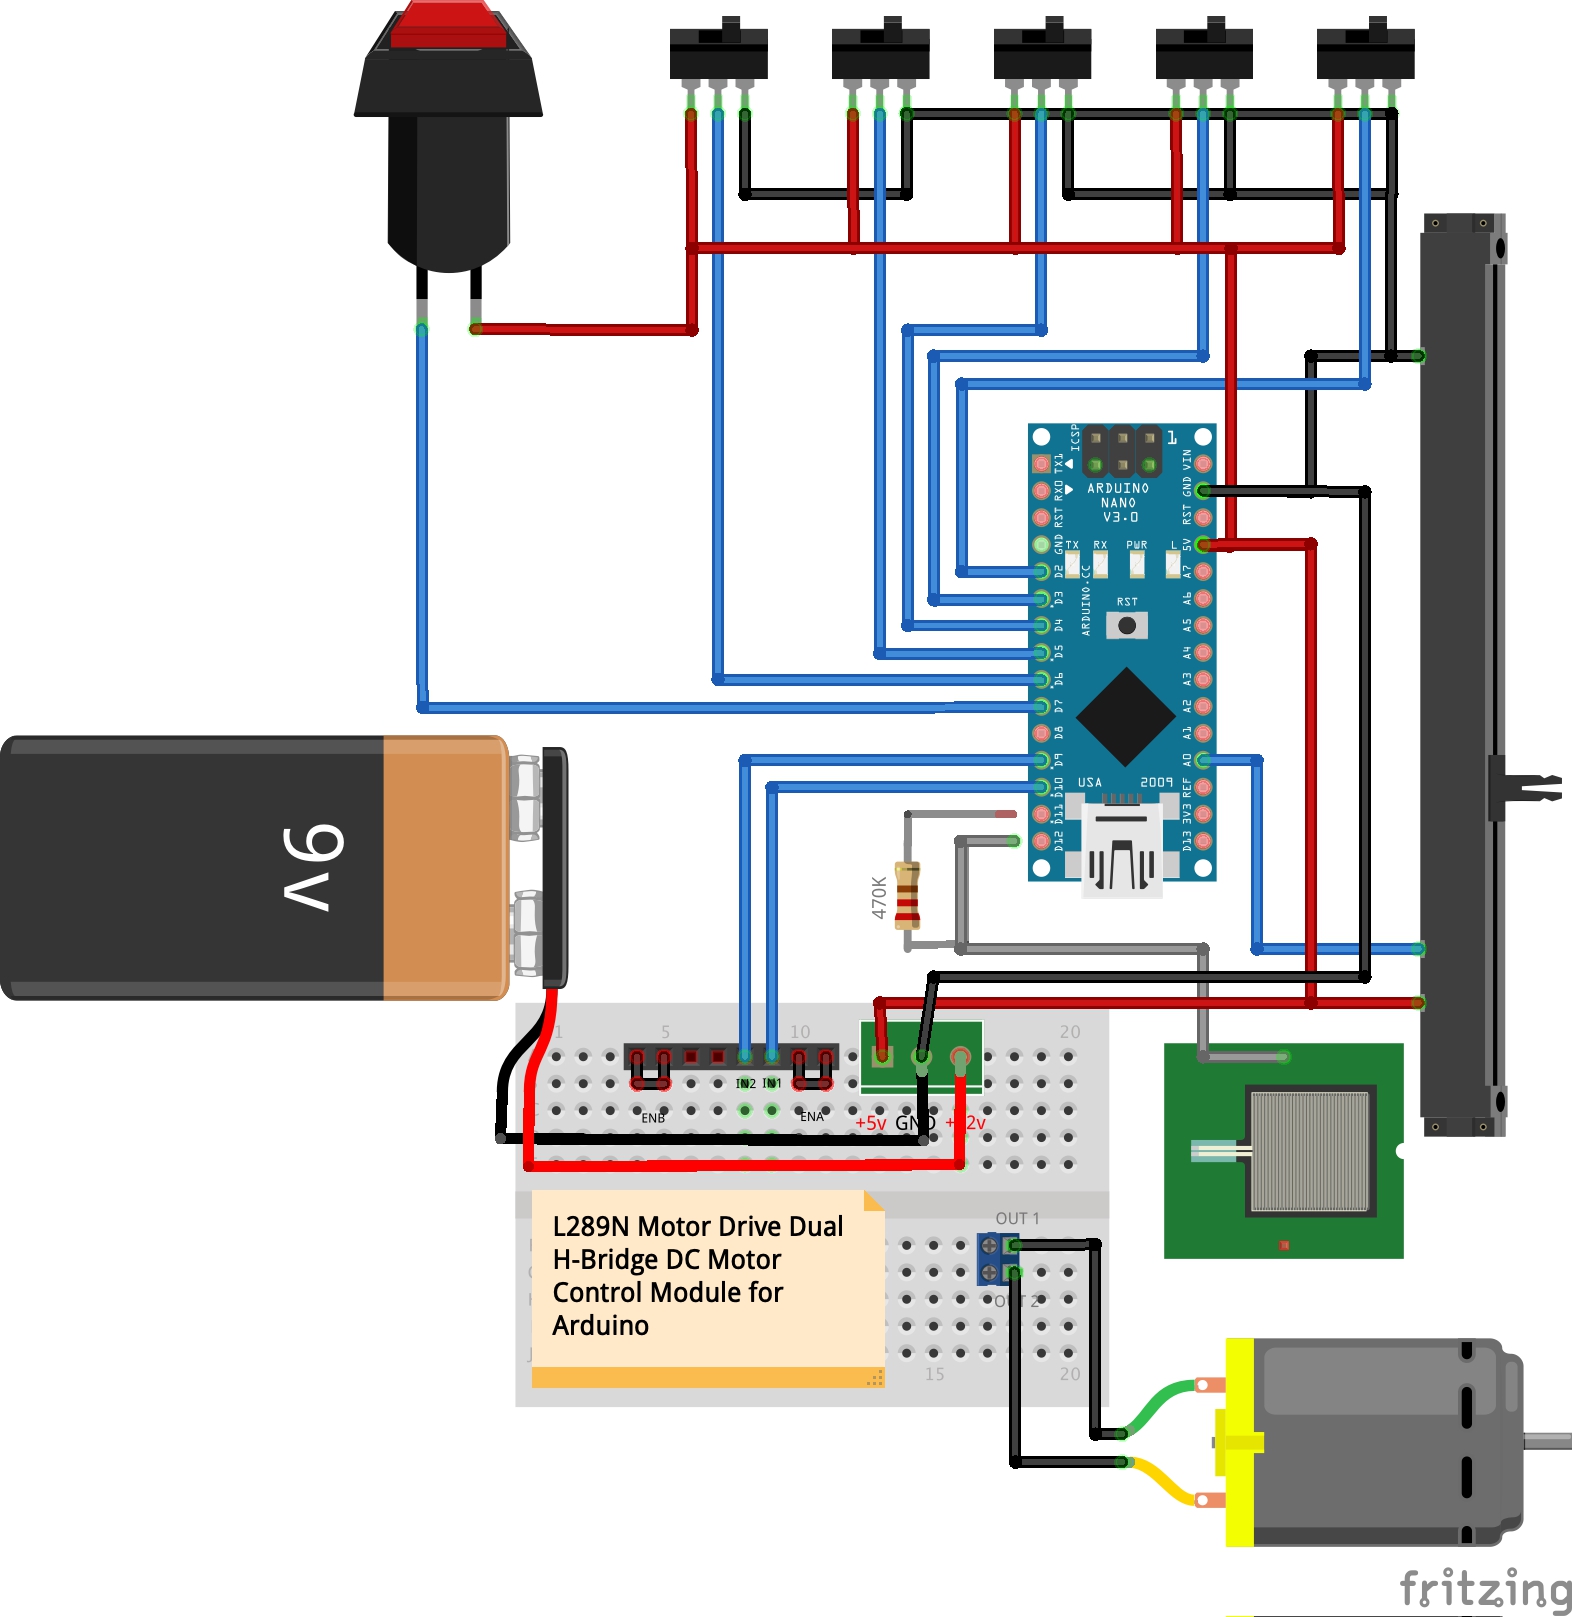 ICSP
1
ARDUINO
NANO
V3.0
TX1
RX0
RST
GND
D2
D3
D4
D5
D6
D7
D8
D9
D10
D11
D12
VIN
GND
RST
5V
A7
A6
A5
A4
A3
A2
A1
A0
REF
3V3
D13
TX RX PWR L
ARDUINO.CC
RST
USA 2009
9v
470K
1 5 10 20
IN2 IN1
ENB
ENA
+5v GND
OUT 1
OUT 2
L289N Motor Drive Dual
H-Bridge DC Motor
Control Module for
Arduino
J
15 20
fritzing